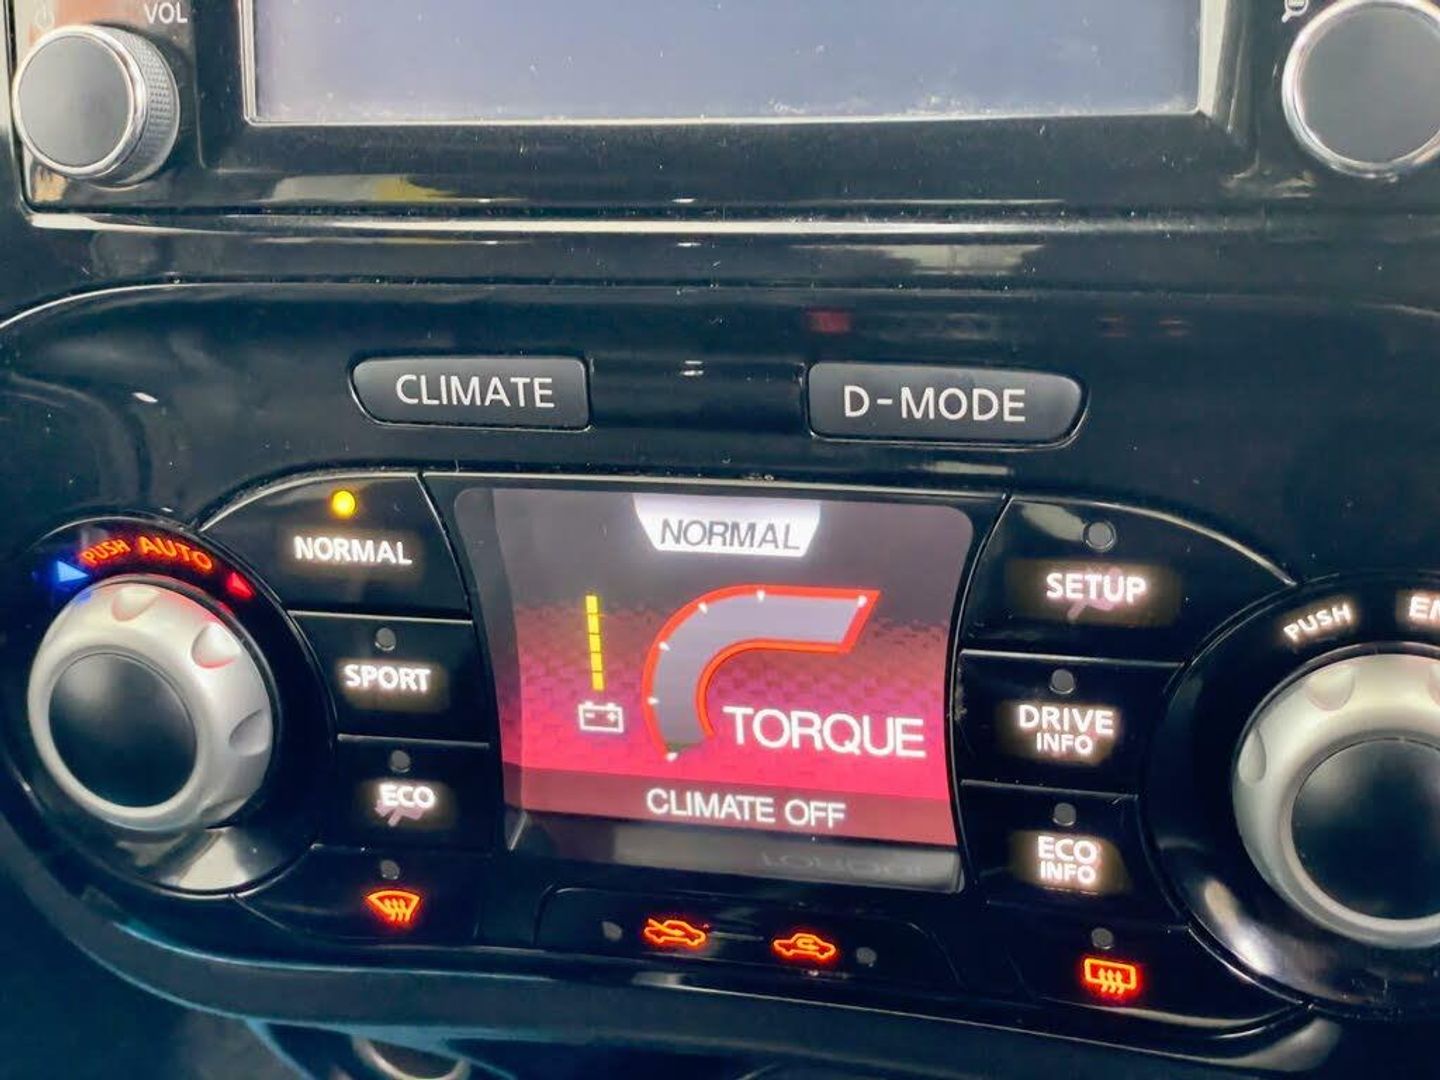 VOL
CLIMATE
D-MODE
PUSH AUTO
NORMAL
NORMAL
SETUP
PUSH
SPORT
TORQUE
DRIVE
INFO
ECO
CLIMATE OFF
ECO
INFO